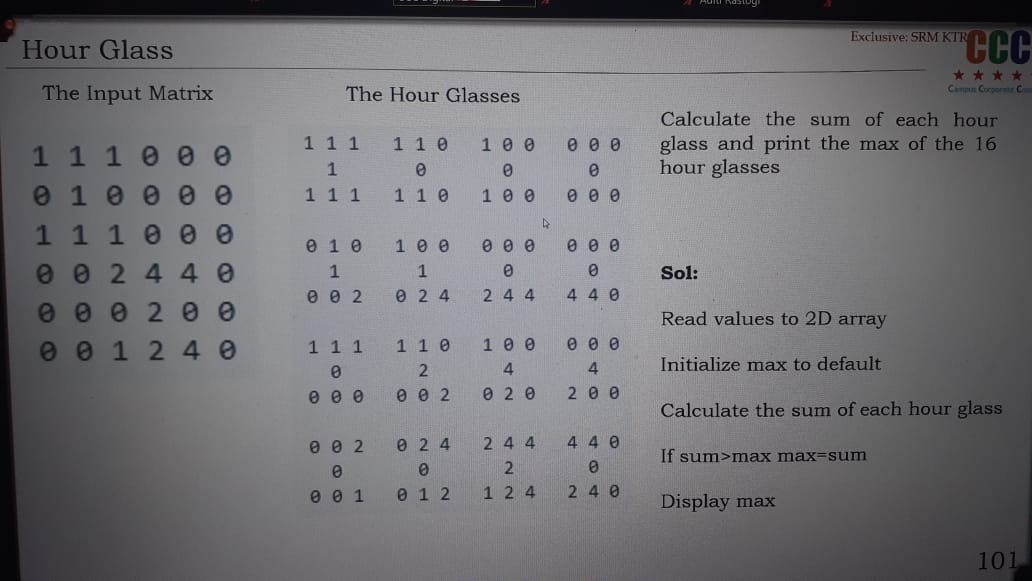 Aditi Rastogi
Exclusive: SRM KTR
CCC
Hour Glass
The Input Matrix
1 1 1 0 0 0
0 1 0 0 0 0
1 1 1 0 0 0
0 0 2 4 4 0
0 0 0 2 0 0
0 0 1 2 4 0
The Hour Glasses
1 1 1 1 1 0 1 0 0 0 0 0
1 0 0 0
1 1 1 1 1 0 1 0 0 0 0 0
0 1 0 1 0 0 0 0 0 0 0 0
1 1 0 0
0 0 2 0 2 4 2 4 4 4 4 0
1 1 1 1 1 0 1 0 0 0 0 0
0 2 4 4
0 0 0 0 0 2 0 2 0 2 0 0
0 0 2 0 2 4 2 4 4 4 4 0
0 0 2 0
0 0 1 0 1 2 1 2 4 2 4 0
Campus Corporate
Calculate the sum of each hour
glass and print the max of the 16
hour glasses
Sol:
Read values to 2D array
Initialize max to default
Calculate the sum of each hour glass
If sum>max max=sum
Display max
101